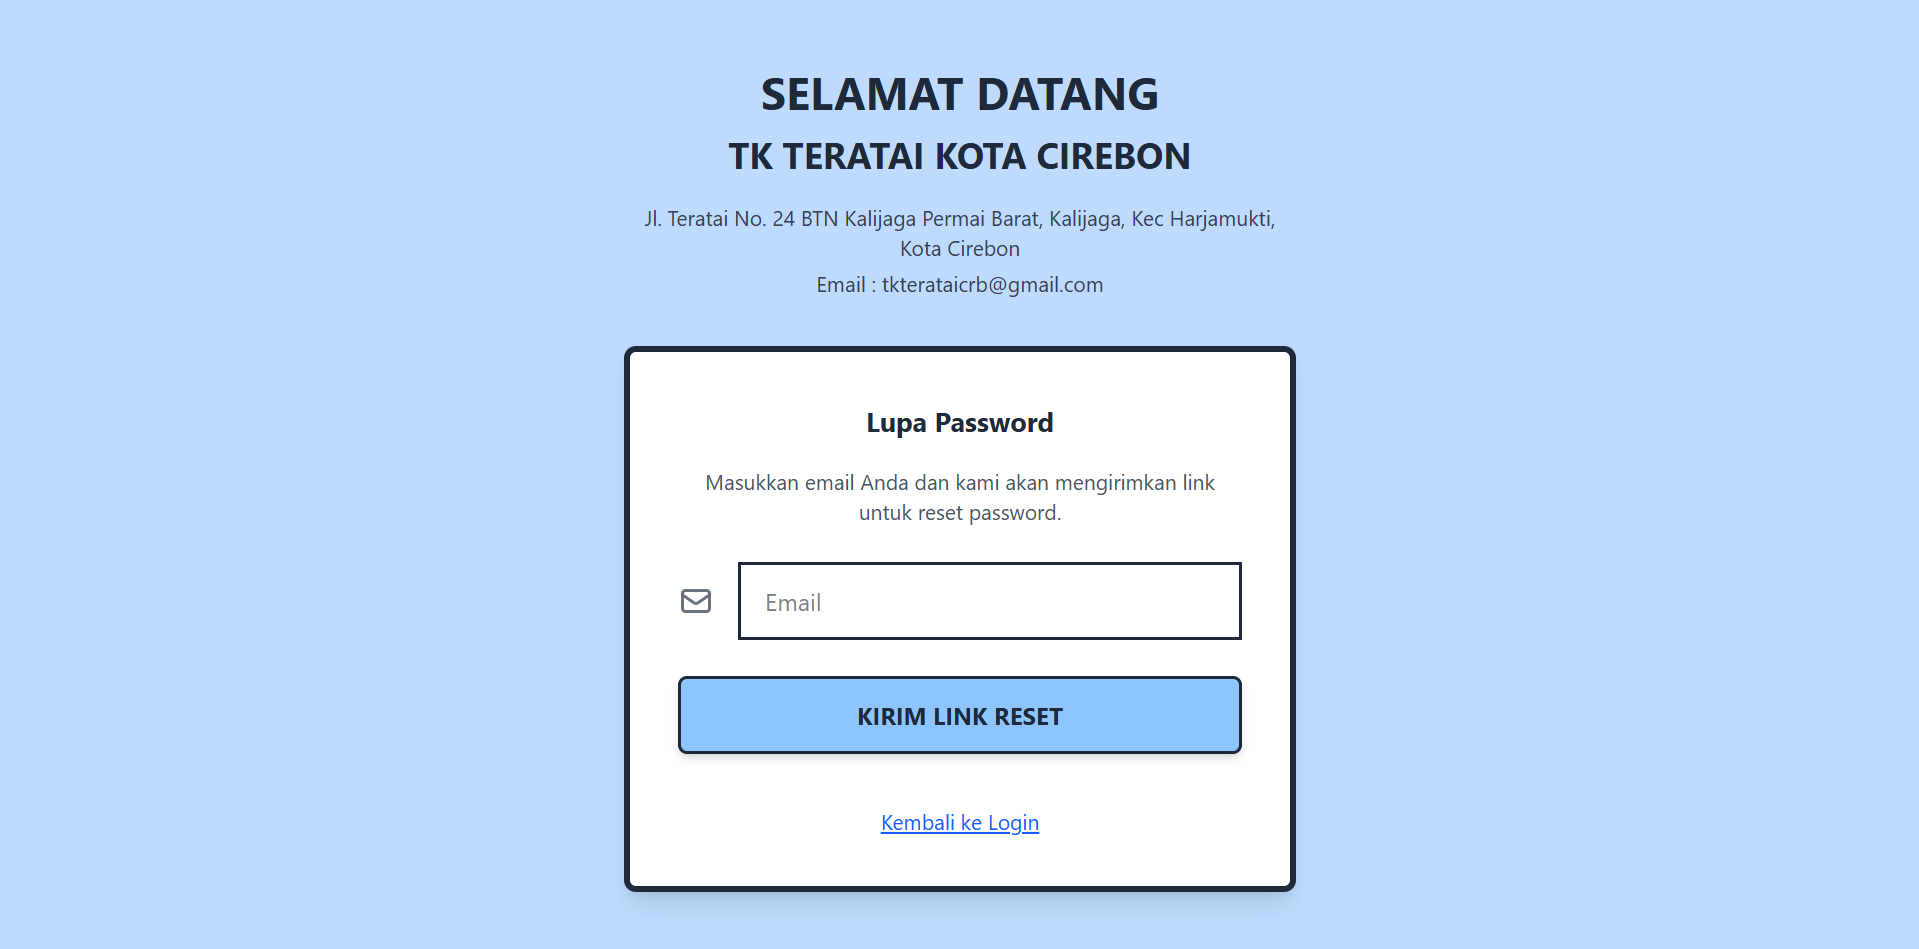 SELAMAT DATANG
TK TERATAI KOTA CIREBON
Jl. Teratai No. 24 BTN Kalijaga Permai Barat, Kalijaga, Kec Harjamukti,
Kota Cirebon
Email : tkterataicrb@gmail.com
Lupa Password
Masukkan email Anda dan kami akan mengirimkan link
untuk reset password.
Email
KIRIM LINK RESET
Kembali ke Login